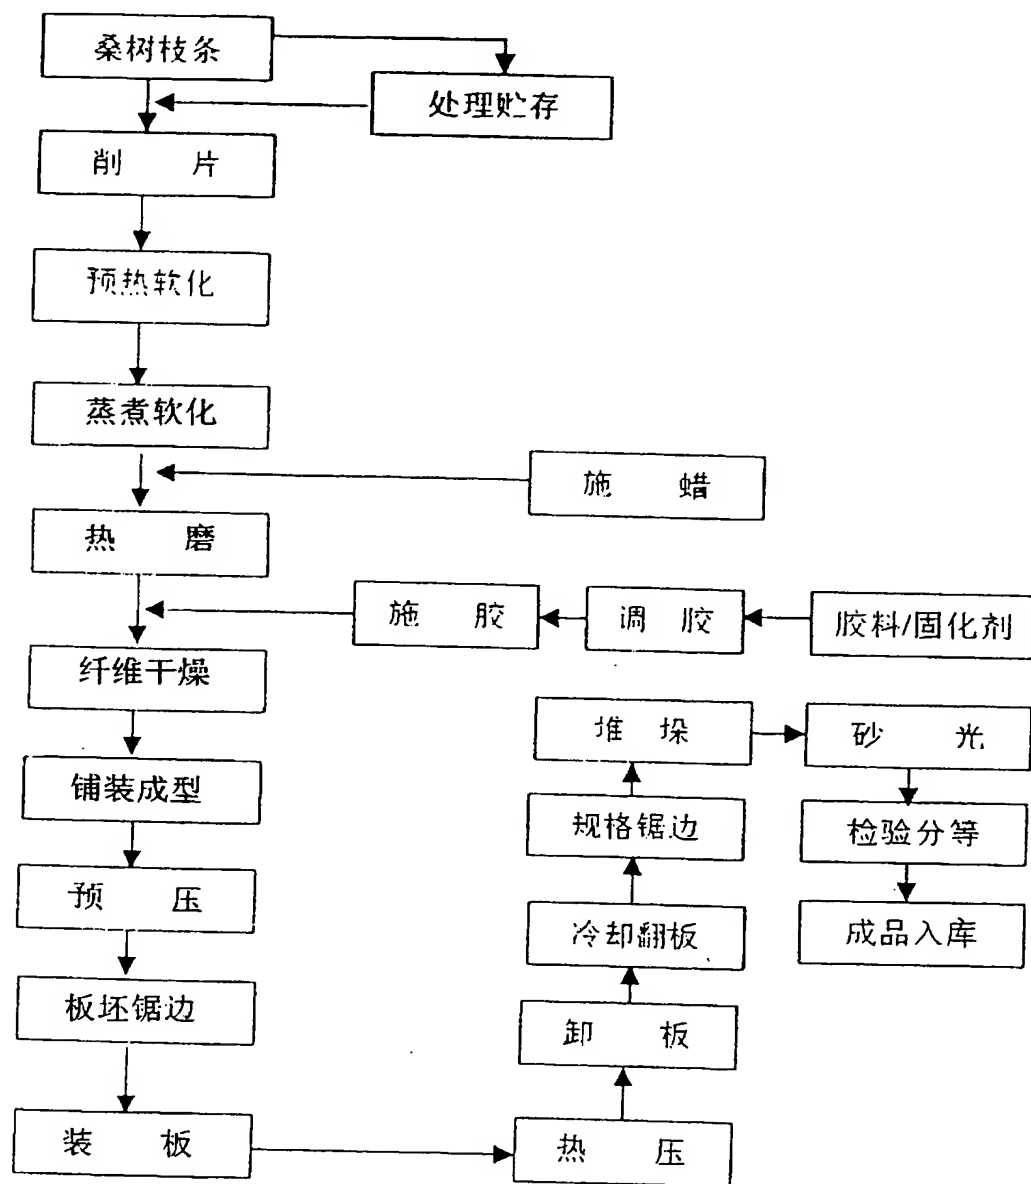 桑树枝条
处理贮存
削 片
预热软化
蒸煮软化
施 蜡
热 磨
施 胶
调 胶
胶料/固化剂
纤维干燥
铺装成型
预 压
板坯锯边
装 板
热 压
卸 板
冷却翻板
规格锯边
堆 垛
砂 光
检验分等
成品入库